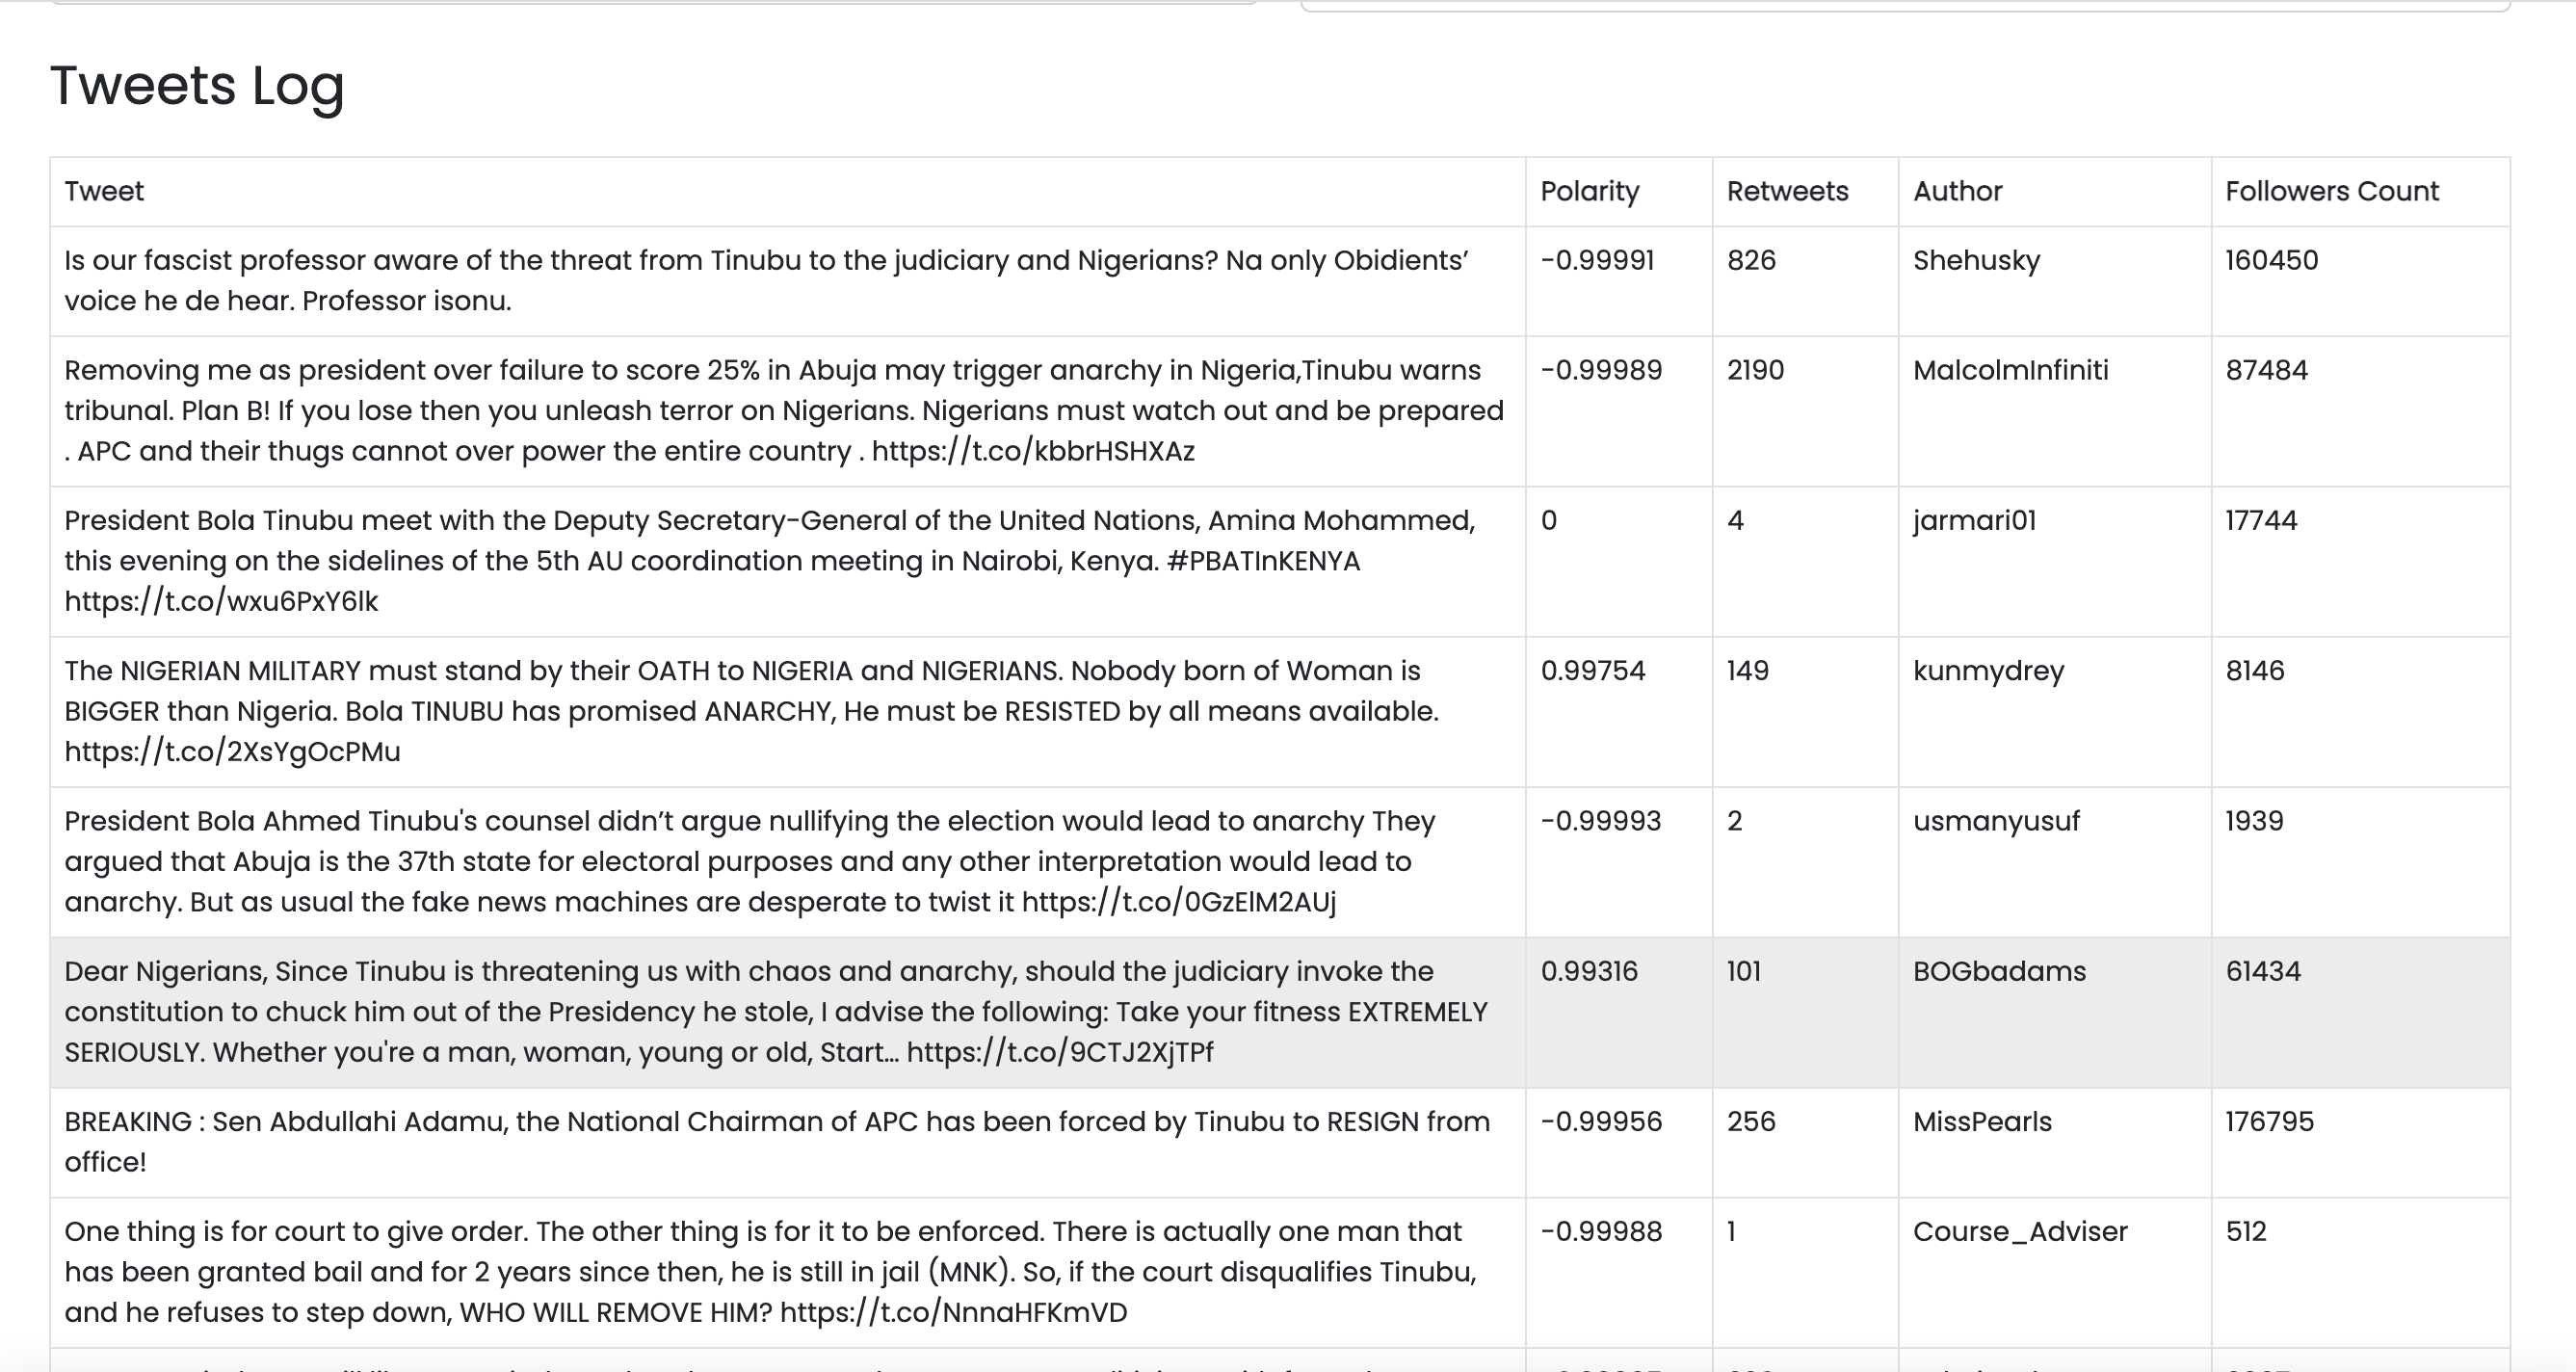 Tweets Log
Tweet Polarity Retweets Author Followers Count
Is our fascist professor aware of the threat from Tinubu to the judiciary and Nigerians? Na only Obidients’ -0.99991 826 Shehusky 160450
voice he de hear. Professor isonu.
Removing me as president over failure to score 25% in Abuja may trigger anarchy in Nigeria,Tinubu warns -0.99989 2190 MalcolmInfiniti 87484
tribunal. Plan B! If you lose then you unleash terror on Nigerians. Nigerians must watch out and be prepared
. APC and their thugs cannot over power the entire country . https://t.co/kbbrHSHXAz
President Bola Tinubu meet with the Deputy Secretary-General of the United Nations, Amina Mohammed, 0 4 jarmari01 17744
this evening on the sidelines of the 5th AU coordination meeting in Nairobi, Kenya. #PBATInKENYA
https://t.co/wxu6PxY6lk
The NIGERIAN MILITARY must stand by their OATH to NIGERIA and NIGERIANS. Nobody born of Woman is 0.99754 149 kunmydrey 8146
BIGGER than Nigeria. Bola TINUBU has promised ANARCHY, He must be RESISTED by all means available.
https://t.co/2XsYgOcPMu
President Bola Ahmed Tinubu's counsel didn’t argue nullifying the election would lead to anarchy They -0.99993 2 usmanyusuf 1939
argued that Abuja is the 37th state for electoral purposes and any other interpretation would lead to
anarchy. But as usual the fake news machines are desperate to twist it https://t.co/0GzElM2AUj
Dear Nigerians, Since Tinubu is threatening us with chaos and anarchy, should the judiciary invoke the 0.99316 101 BOGbadams 61434
constitution to chuck him out of the Presidency he stole, I advise the following: Take your fitness EXTREMELY
SERIOUSLY. Whether you're a man, woman, young or old, Start… https://t.co/9CTJ2XjTPf
BREAKING : Sen Abdullahi Adamu, the National Chairman of APC has been forced by Tinubu to RESIGN from -0.99956 256 MissPearls 176795
office!
One thing is for court to give order. The other thing is for it to be enforced. There is actually one man that -0.99988 1 Course_Adviser 512
has been granted bail and for 2 years since then, he is still in jail (MNK). So, if the court disqualifies Tinubu,
and he refuses to step down, WHO WILL REMOVE HIM? https://t.co/NnnaHFKmVD